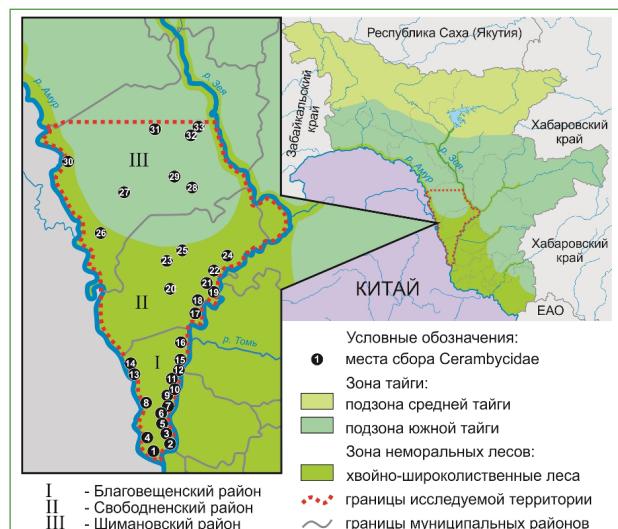 р. Амур
р. Зея
33
31
32
30
III
29
28
27
26
25
24
23
22
21
20
19
II
18
17
16
р. Томь
I
15
14
12
13
11
10
9
8
7
6
5
4
3
2
1
I - Благовещенский район
II - Свободненский район
III - Шимановский район
Республика Саха (Якутия)
Забайкальский край
Хабаровский край
р. Зея
р. Амур
Хабаровский край
КИТАЙ
ЕАО
Условные обозначения:
1 места сбора Cerambycidae
Зона тайги:
подзона средней тайги
подзона южной тайги
Зона неморальных лесов:
хвойно-широколиственные леса
границы исследуемой территории
границы муниципальных районов